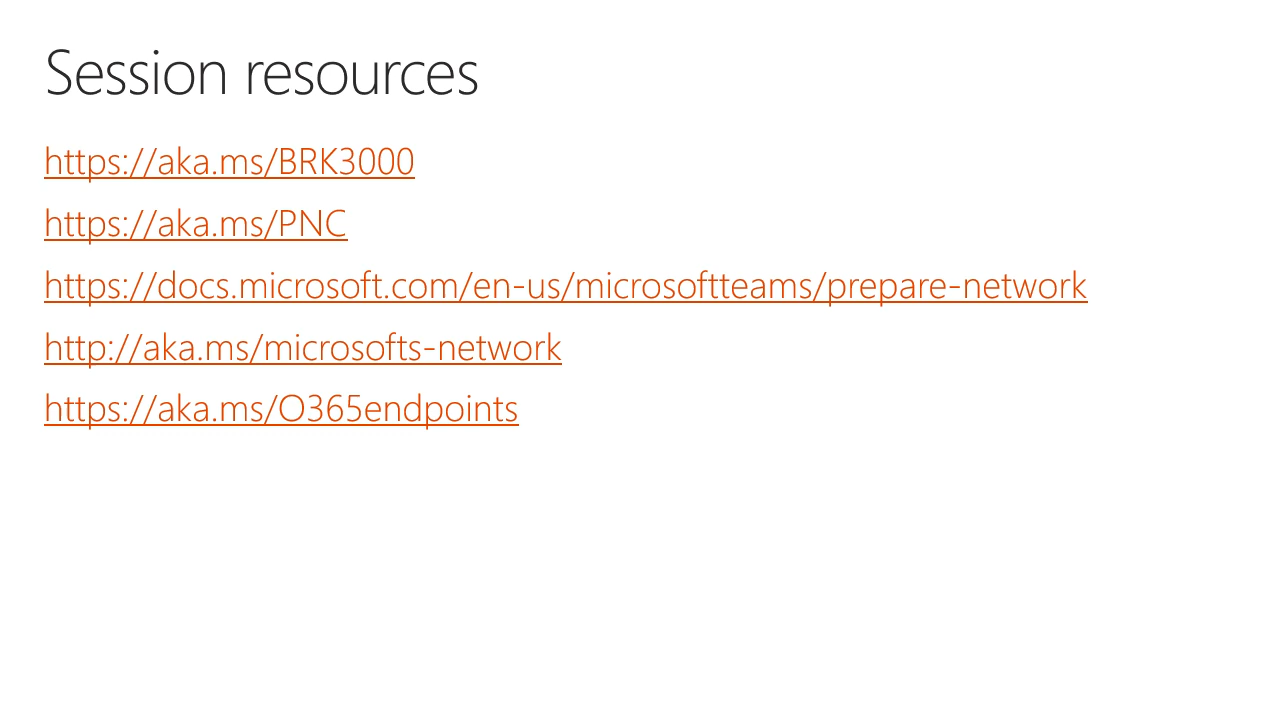 Session resources
https://aka.ms/BRK3000
https://aka.ms/PNC
https://docs.microsoft.com/en-us/microsoftteams/prepare-network
http://aka.ms/microsofts-network
https://aka.ms/O365endpoints